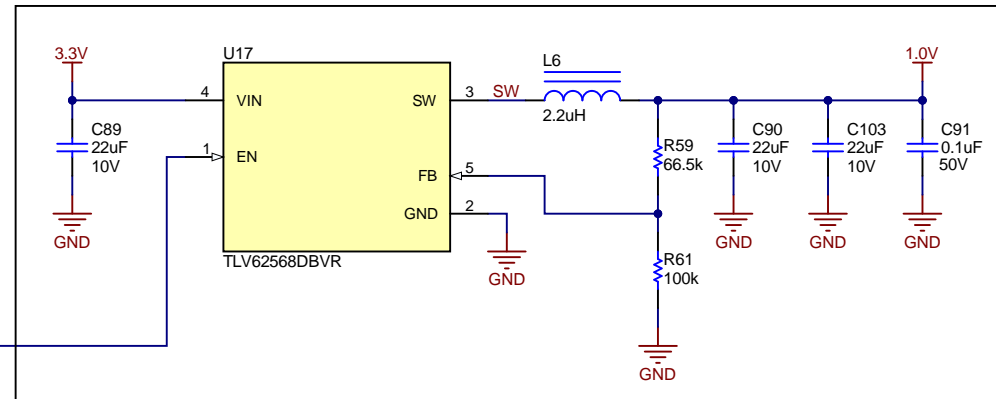 3.3V
C89
22uF
10V
GND
U17
4
VIN
1
EN
SW
3
FB
5
GND
2
TLV62568DBVR
GND
SW
L6
2.2uH
R59
66.5k
R61
100k
GND
C90
22uF
10V
GND
C103
22uF
10V
GND
1.0V
C91
0.1uF
50V
GND